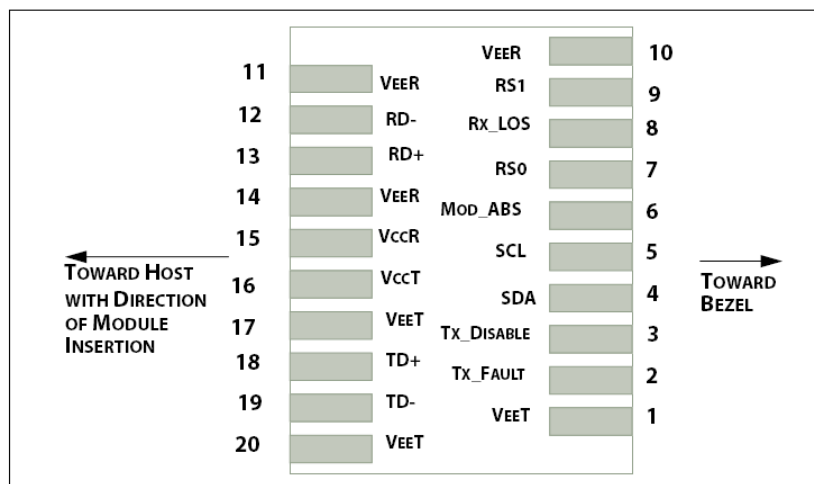 VEER 10
11 VEER
RS1 9
12 RD-
RX_LOS 8
13 RD+
RS0 7
14 VEER
MOD_ABS 6
15 VCCR
SCL 5
TOWARD HOST
WITH DIRECTION
OF MODULE
INSERTION
16 VCCT
SDA 4
TOWARD
BEZEL
17 VEET
TX_DISABLE 3
18 TD+
TX_FAULT 2
19 TD-
VEET 1
20 VEET